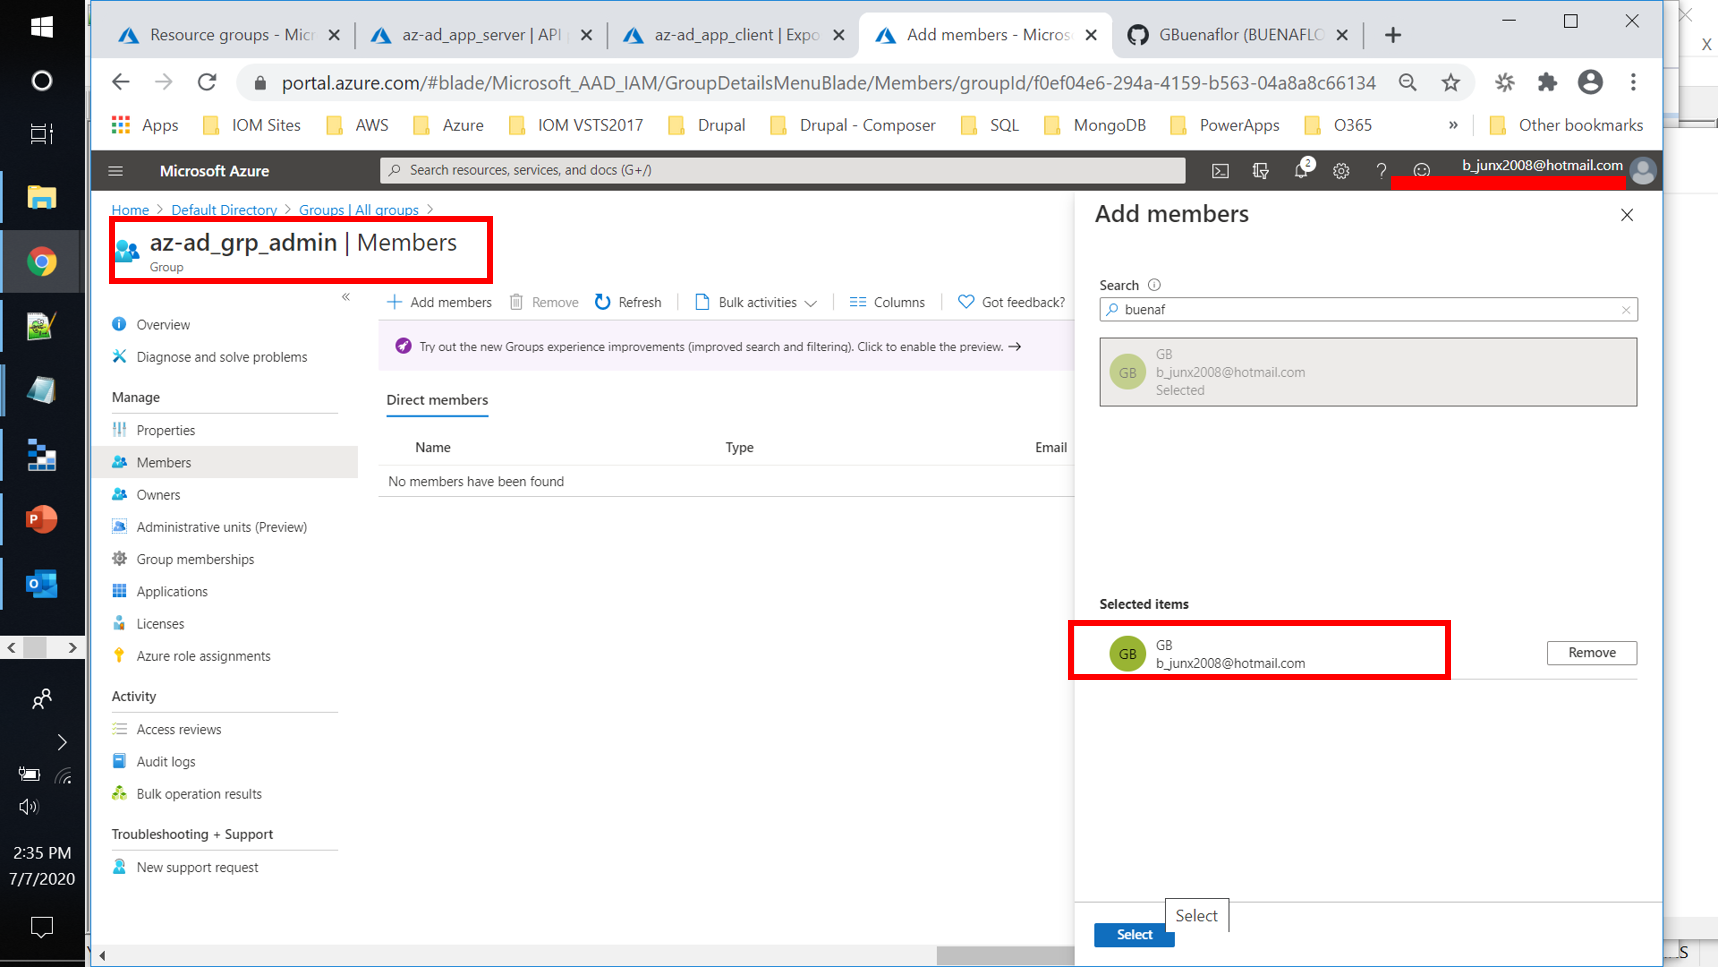 Resource groups - Micr
az-ad_app_server | API
az-ad_app_client | Expo
Add members - Micros
GBuenaflor (BUENAFLO
portal.azure.com/#blade/Microsoft_AAD_IAM/GroupDetailsMenuBlade/Members/groupId/f0ef04e6-294a-4159-b563-04a8a8c66134
Apps
IOM Sites
AWS
Azure
IOM VSTS2017
Drupal
Drupal - Composer
SQL
MongoDB
PowerApps
O365
»
Other bookmarks
Microsoft Azure
Search resources, services, and docs (G+/)
2
b_junx2008@hotmail.com
Home > Default Directory > Groups | All groups >
az-ad_grp_admin | Members
Group
«
Overview
Diagnose and solve problems
Manage
Properties
Members
Owners
Administrative units (Preview)
Group memberships
Applications
Licenses
Azure role assignments
Activity
Access reviews
Audit logs
Bulk operation results
Troubleshooting + Support
New support request
Add members
Remove
Refresh
Bulk activities
Columns
Got feedback?
Try out the new Groups experience improvements (improved search and filtering). Click to enable the preview. →
Direct members
Name
Type
Email
No members have been found
Add members
Search
buenaf
GB
GB
b_junx2008@hotmail.com
Selected
Selected items
GB
GB
b_junx2008@hotmail.com
Remove
Select
Select
2:35 PM
7/7/2020